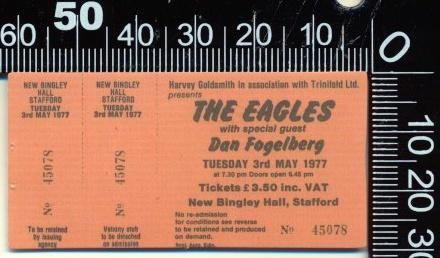 60 50 40 30 20 10 0
10 20 30
NEW BINGLEY
HALL
STAFFORD
TUESDAY
3rd MAY 1977
45078
No
To be retained
by issuing
agency
NEW BINGLEY
HALL
STAFFORD
TUESDAY
3rd MAY 1977
45078
No
to be detached
on admission
Harvey Goldsmith in association with Trinifold Ltd.
presents
THE EAGLES
with special guest
Dan Fogelberg
TUESDAY 3rd MAY 1977
at 7.30 pm Doors open 6.45 pm
Tickets £3.50 inc. VAT
New Bingley Hall, Stafford
No re-admission
for conditions see reverse
to be retained and produced
on demand.
No 45078